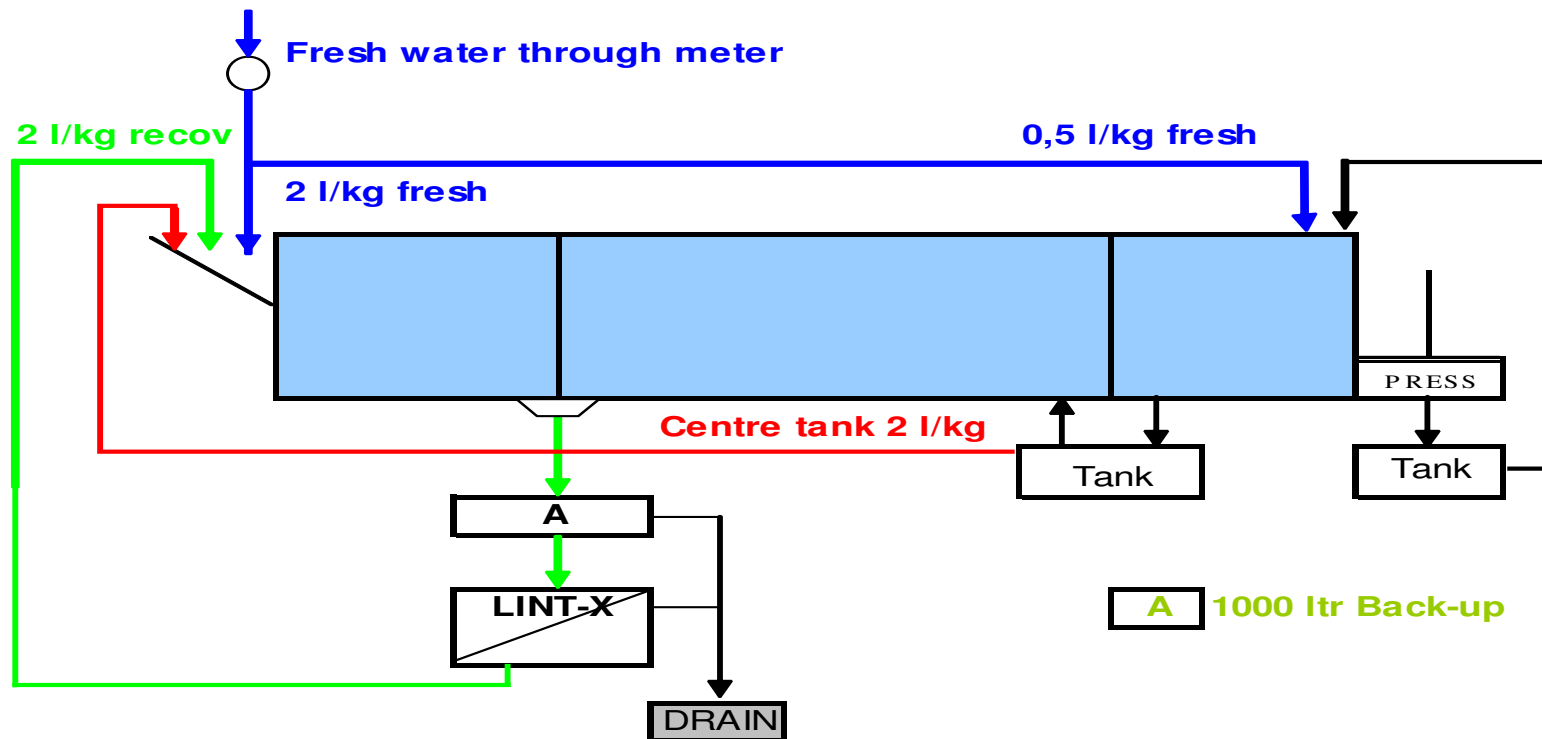 Fresh water through meter
2 l/kg recov
0,5 l/kg fresh
2 l/kg fresh
PRESS
Centre tank 2 l/kg
Tank
Tank
A
LINT-X
A 1000 ltr Back-up
DRAIN